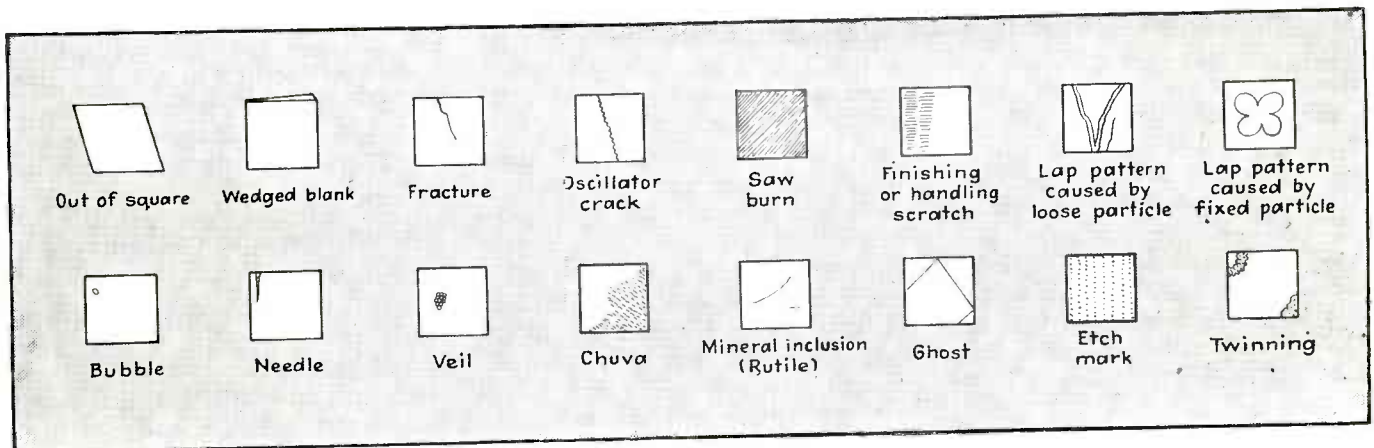 Out of square
Wedged blank
Fracture
Oscillator
crack
Saw
burn
Finishing
or handling
scratch
Lap pattern
caused by
loose particle
Lap pattern
caused by
fixed particle
Bubble
Needle
Veil
Chuva
Mineral inclusion
(Rutile)
Ghost
Etch
mark
Twinning